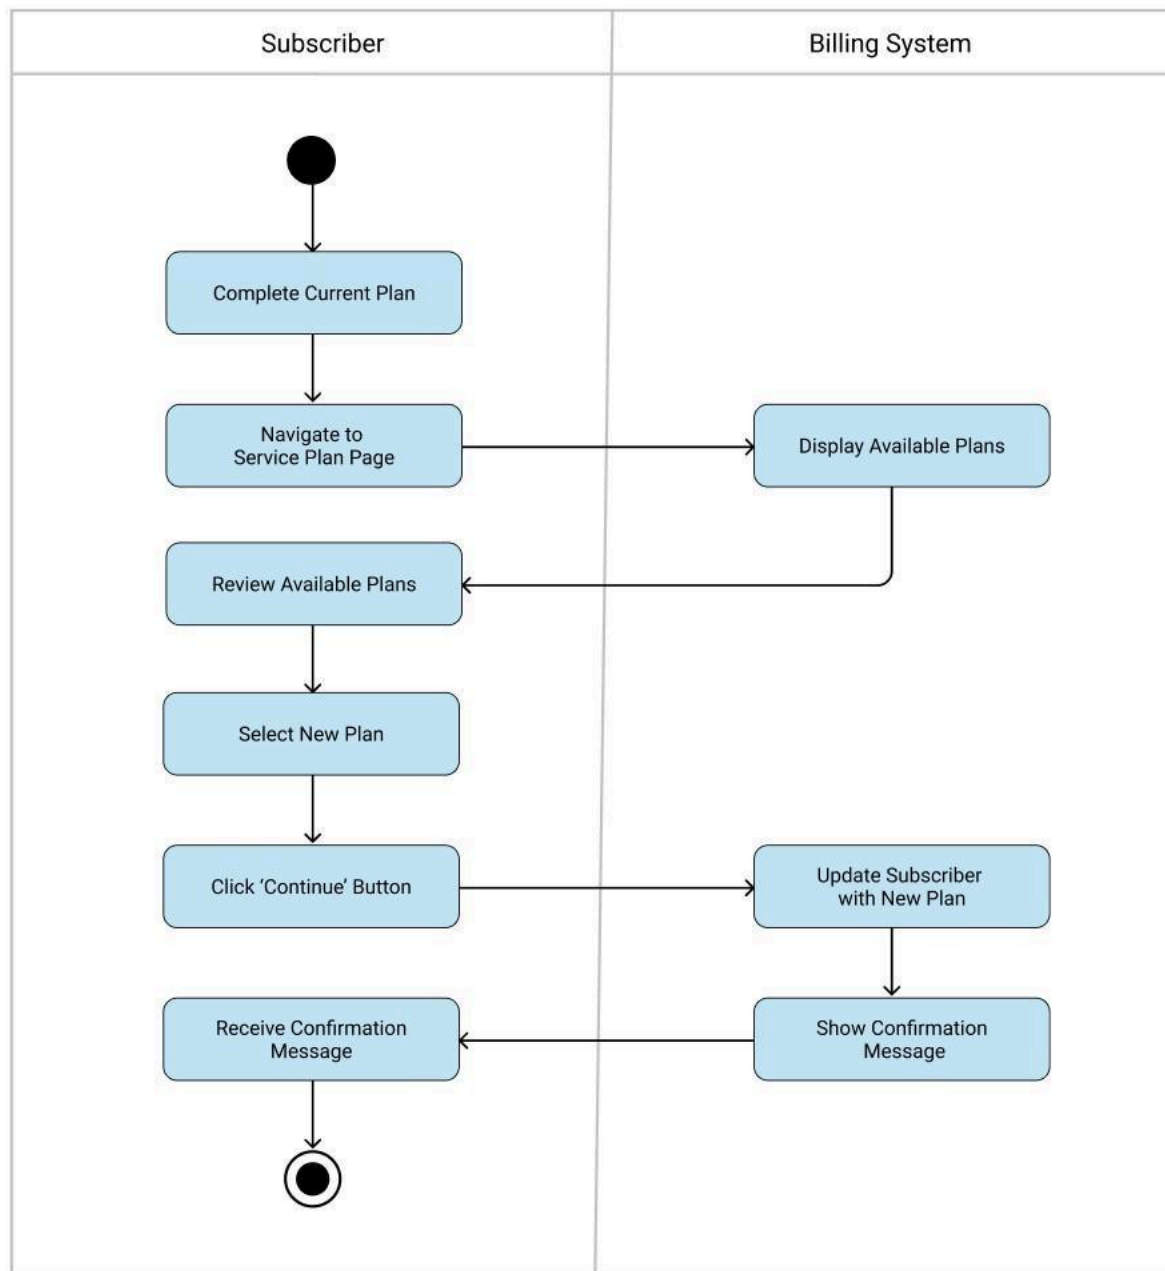 Subscriber
Billing System
Complete Current Plan
Navigate to
Service Plan Page
Display Available Plans
Review Available Plans
Select New Plan
Click ‘Continue’ Button
Update Subscriber
with New Plan
Receive Confirmation
Message
Show Confirmation
Message